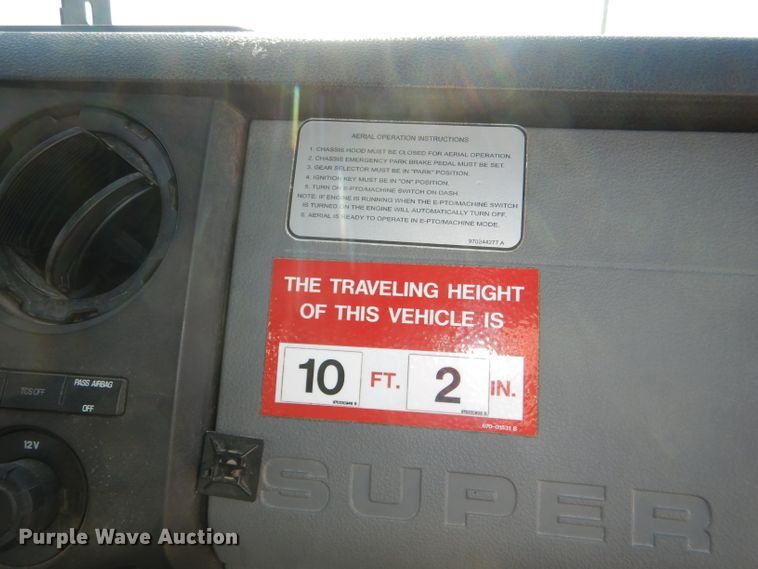 AERIAL OPERATION INSTRUCTIONS
1. CHASSIS HOOD MUST BE CLOSED FOR AERIAL OPERATION.
2. CHASSIS EMERGENCY PARK BRAKE PEDAL MUST BE SET.
3. GEAR SELECTOR MUST BE IN "PARK" POSITION.
4. IGNITION KEY MUST BE IN "ON" POSITION.
5. TURN ON E-PTO/MACHINE SWITCH ON DASH.
NOTE: IF ENGINE IS RUNNING WHEN THE E-PTO/MACHINE SWITCH
IS TURNED ON THE ENGINE WILL AUTOMATICALLY TURN OFF.
6. AERIAL IS READY TO OPERATE IN E-PTO/MACHINE MODE.
970244277 A
THE TRAVELING HEIGHT
OF THIS VEHICLE IS
10 FT. 2 IN.
TCS OFF
PASS AIRBAG
OFF
12V
SUPER
Purple Wave Auction®